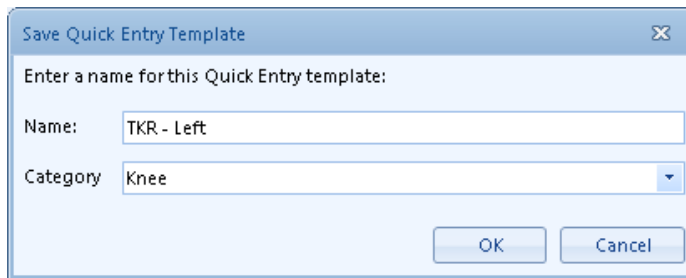 Save Quick Entry Template
Enter a name for this Quick Entry template:
Name: TKR - Left
Category Knee
OK Cancel